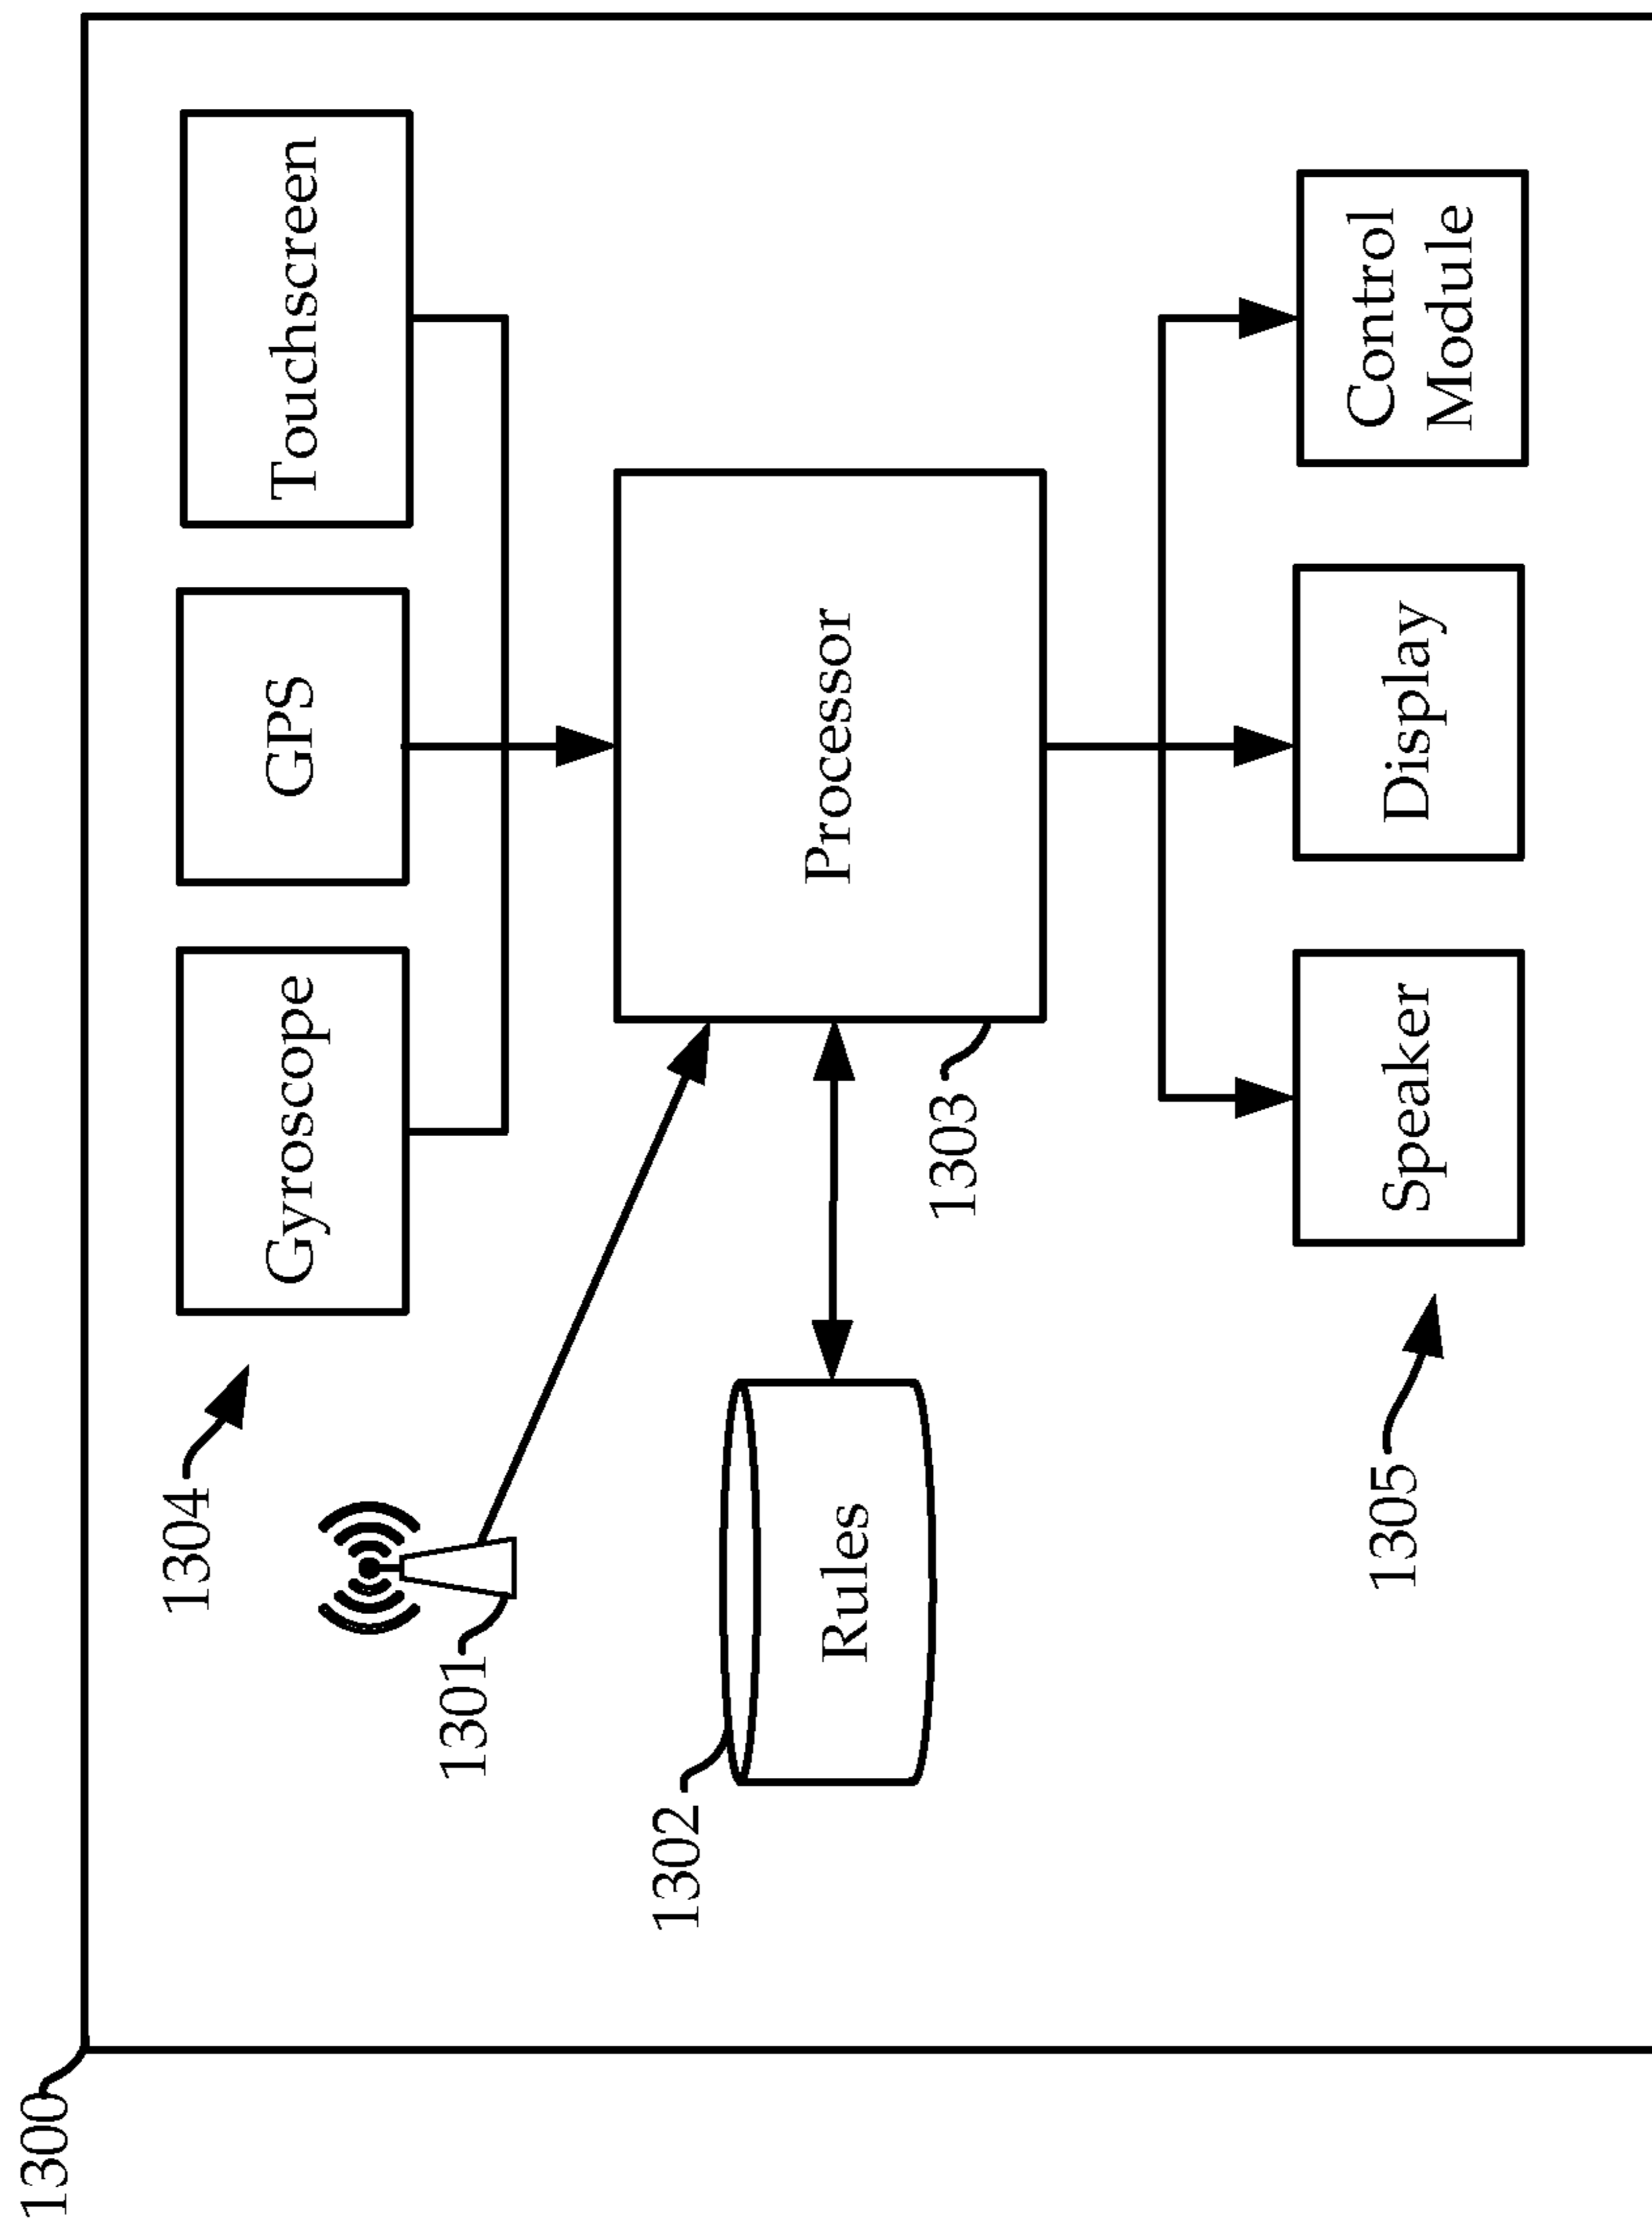 1300
1304
Gyroscope
GPS
Touchscreen
1301
1302
Rules
Processor
1303
1305
Speaker
Display
Control
Module